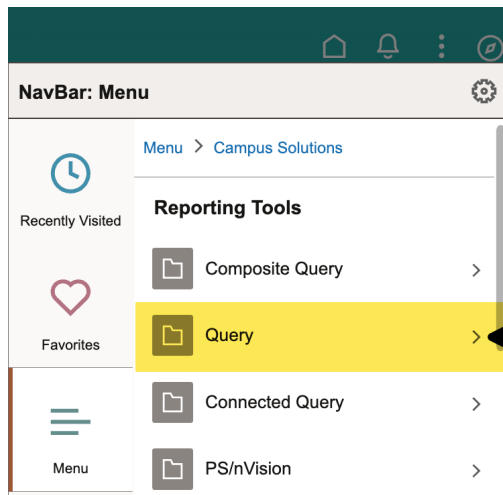 NavBar: Menu
Menu > Campus Solutions
Recently Visited
Reporting Tools
Composite Query
Favorites
Query
Connected Query
Menu
PS/nVision